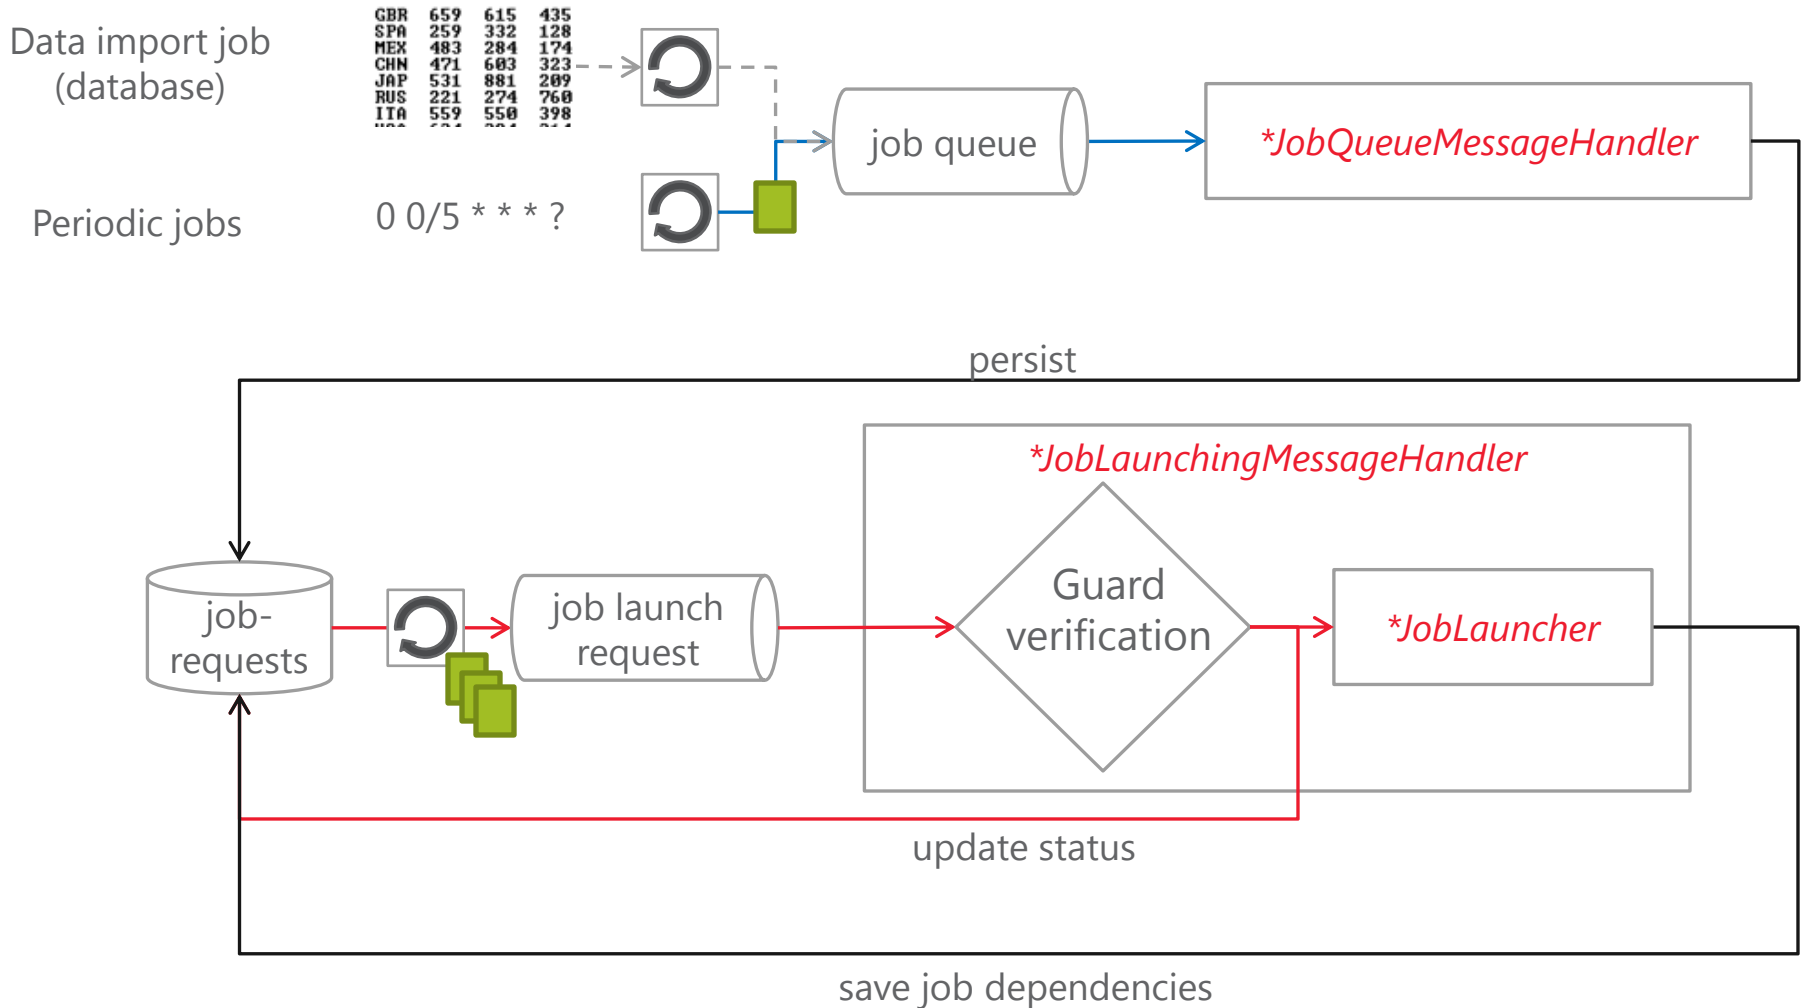 Data import job
(database)
GBR 659 615 435
SPA 259 332 128
MEX 483 284 174
CHN 471 603 323
JAP 531 881 209
RUS 221 274 760
ITA 559 550 398
job queue
*JobQueueMessageHandler
Periodic jobs
0 0/5 * * * ?
persist
*JobLaunchingMessageHandler
job-
requests
job launch
request
Guard
verification
*JobLauncher
update status
save job dependencies